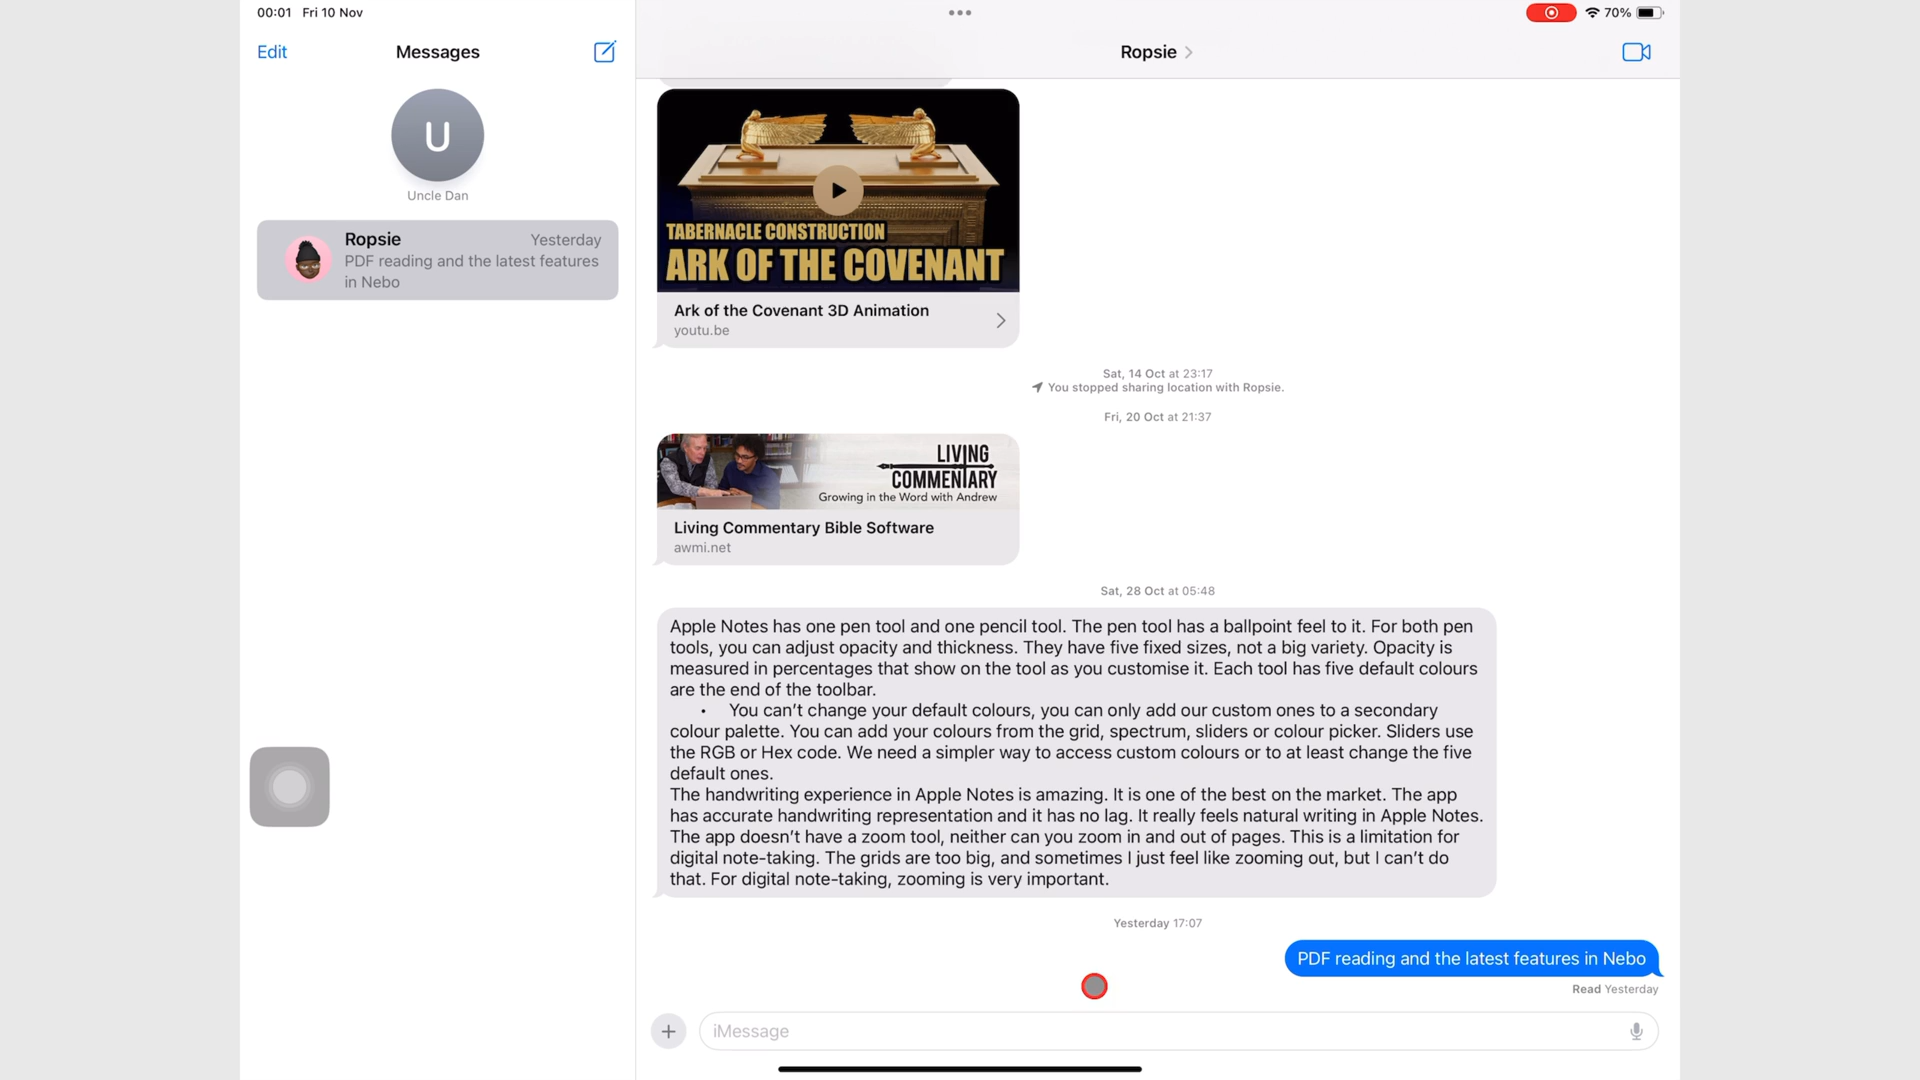 00:01 Fri 10 Nov
70%
Edit
Messages
U
Uncle Dan
Ropsie
Yesterday
PDF reading and the latest features
in Nebo
Ropsie
TABERNACLE CONSTRUCTION
ARK OF THE COVENANT
Ark of the Covenant 3D Animation
youtu.be
Sat, 14 Oct at 23:17
You stopped sharing location with Ropsie.
Fri, 20 Oct at 21:37
LIVING
COMMENTARY
Growing in the Word with Andrew
Living Commentary Bible Software
awmi.net
Sat, 28 Oct at 05:48
Apple Notes has one pen tool and one pencil tool. The pen tool has a ballpoint feel to it. For both pen
tools, you can adjust opacity and thickness. They have five fixed sizes, not a big variety. Opacity is
measured in percentages that show on the tool as you customise it. Each tool has five default colours
are the end of the toolbar.
• You can't change your default colours, you can only add our custom ones to a secondary
colour palette. You can add your colours from the grid, spectrum, sliders or colour picker. Sliders use
the RGB or Hex code. We need a simpler way to access custom colours or to at least change the five
default ones.
The handwriting experience in Apple Notes is amazing. It is one of the best on the market. The app
has accurate handwriting representation and it has no lag. It really feels natural writing in Apple Notes.
The app doesn't have a zoom tool, neither can you zoom in and out of pages. This is a limitation for
digital note-taking. The grids are too big, and sometimes I just feel like zooming out, but I can't do
that. For digital note-taking, zooming is very important.
Yesterday 17:07
PDF reading and the latest features in Nebo
Read Yesterday
iMessage